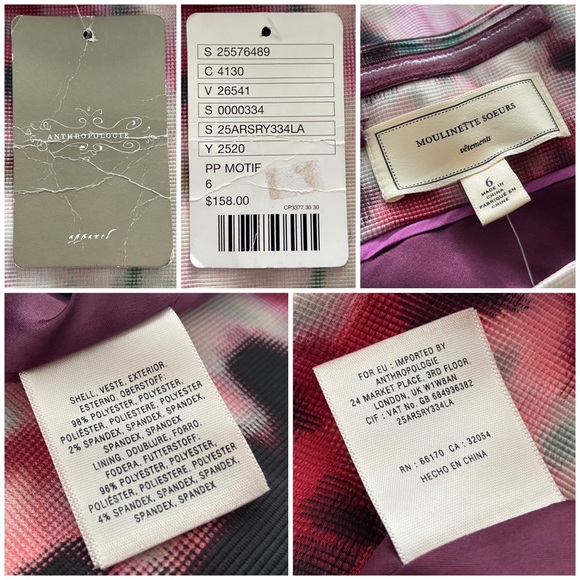 ANTHROPOLOGIE
apparel
S 25576489
C 4130
V 26541
S 0000334
S 25ARSRY334LA
Y 2520
PP MOTIF
6
$158.00
CP3377 30 30
MOULINETTE SOEURS
vêtements
6
MADE IN
CHINA
FABRIQUÉ EN
CHINE
SHELL, VESTE, EXTERIOR,
ESTERNO, OBERSTOFF:
98% POLYESTER, POLYESTER,
POLIÉSTER, POLIESTERE, POLYESTER
2% SPANDEX, SPANDEX, SPANDEX,
SPANDEX, SPANDEX
LINING, DOUBLURE, FORRO,
FODERA, FUTTERSTOFF:
96% POLYESTER, POLYESTER,
POLIÉSTER, POLIESTERE, POLYESTER
4% SPANDEX, SPANDEX, SPANDEX,
SPANDEX, SPANDEX
FOR EU : IMPORTED BY
ANTHROPOLOGIE
24 MARKET PLACE, 3RD FLOOR,
LONDON, UK W1W8AN
CIF : VAT No. GB 684936382
25ARSRY334LA
RN : 66170 CA : 32054
HECHO EN CHINA